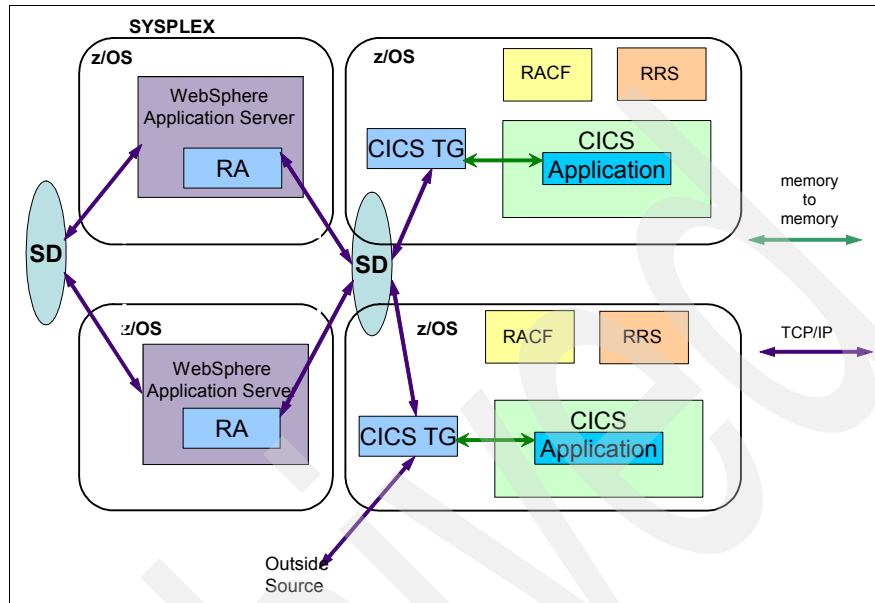 SYSPLEX
z/OS
WebSphere
Application Server
RA
z/OS
RACF
RRS
CICS TG
CICS
Application
memory
to
memory
SD
SD
z/OS
WebSphere
Application Server
RA
z/OS
RACF
RRS
CICS TG
CICS
Application
TCP/IP
Outside
Source